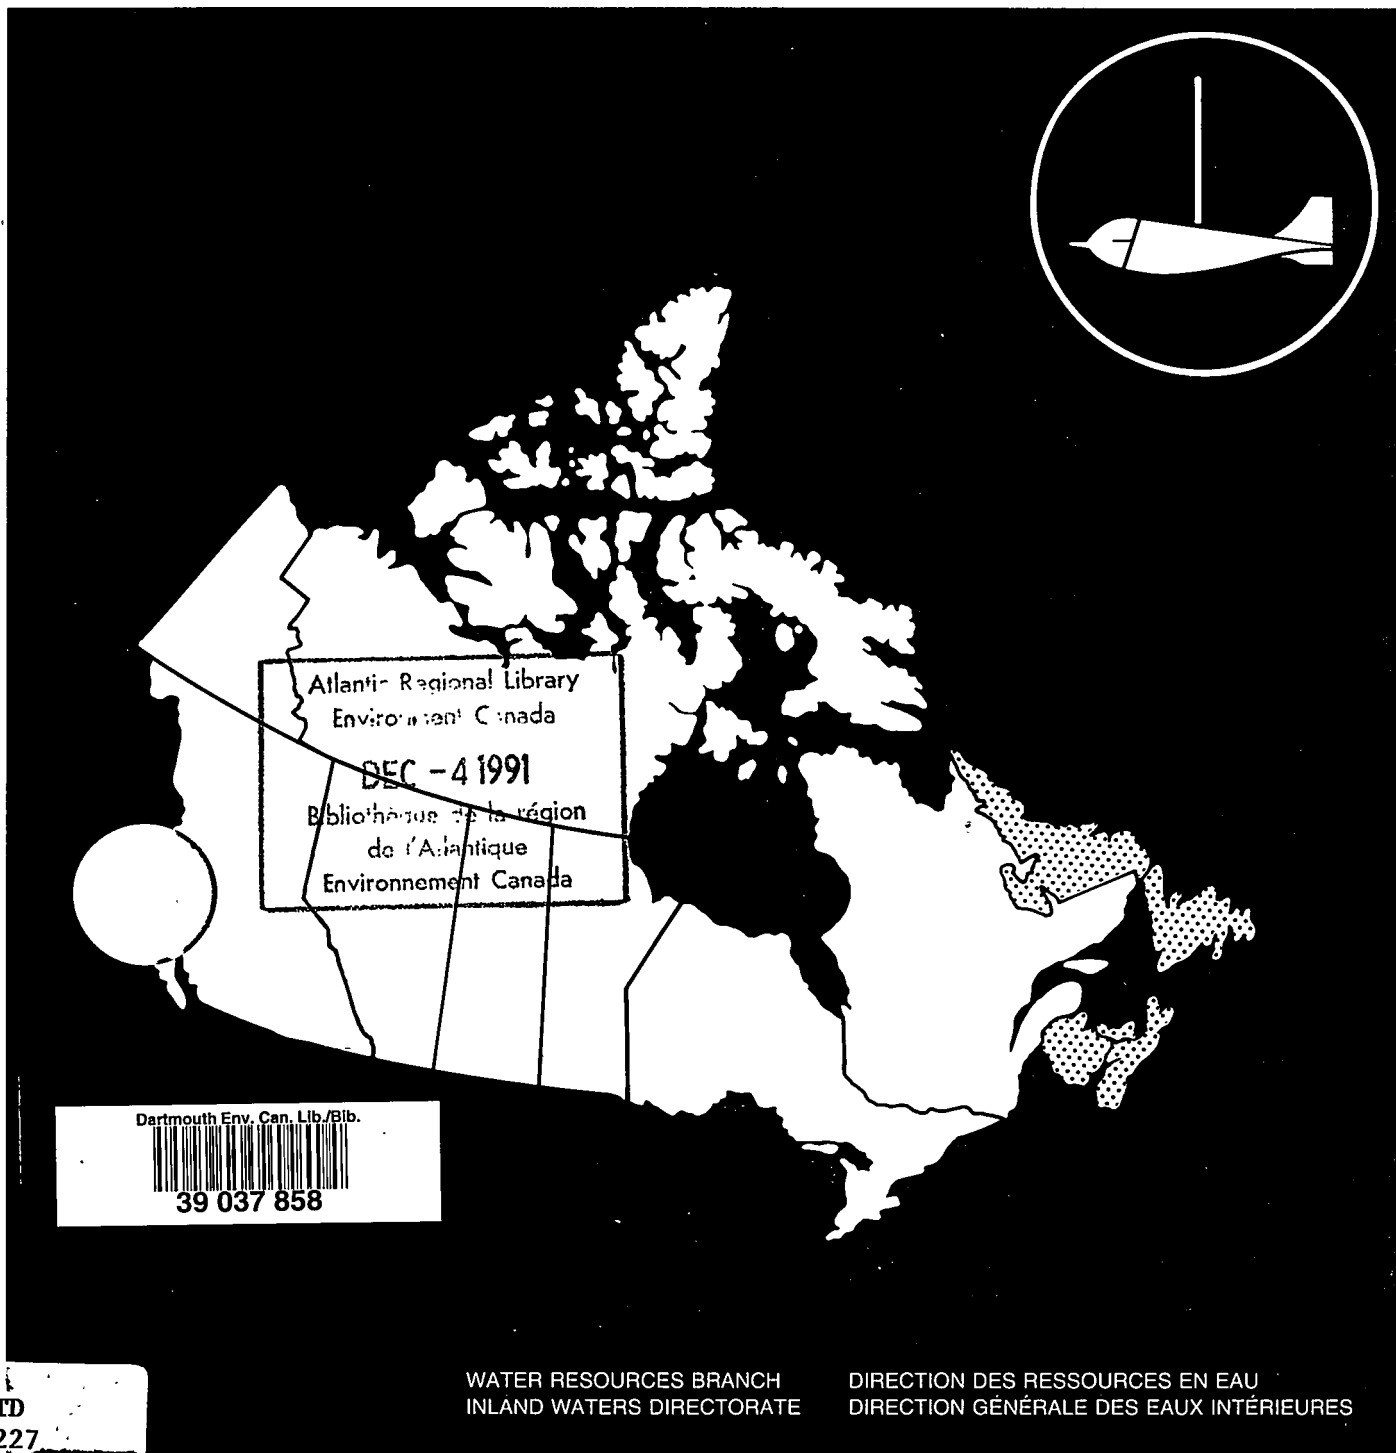 Atlantic Regional Library
Environment Canada
DEC -4 1991
Bibliothèque de la région
de l'Atlantique
Environnement Canada
Dartmouth Env. Can. Lib./Bib.
39 037 858
WATER RESOURCES BRANCH
INLAND WATERS DIRECTORATE
DIRECTION DES RESSOURCES EN EAU
DIRECTION GÉNÉRALE DES EAUX INTÉRIEURES
TD
227